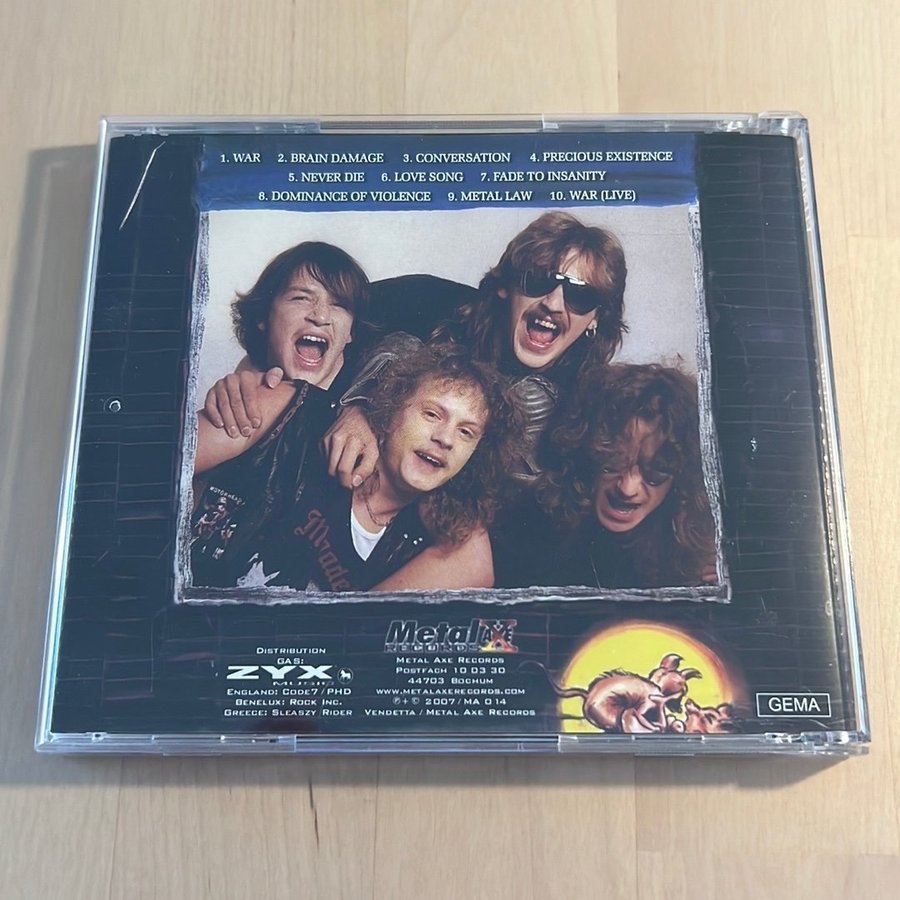 1. WAR 2. BRAIN DAMAGE 3. CONVERSATION 4. PRECIOUS EXISTENCE
5. NEVER DIE 6. LOVE SONG 7. FADE TO INSANITY
8. DOMINANCE OF VIOLENCE 9. METAL LAW 10. WAR (LIVE)
MOTORHEAD
Metal AXE
RECORDS
DISTRIBUTION
GAS:
ZYX
MUSIC
ENGLAND: CODE7 / PHD
BENELUX: ROCK INC.
GREECE: SLEASZY RIDER
METAL AXE RECORDS
POSTFACH 10 03 30
44703 BOCHUM
WWW.METALAXERECORDS.COM
℗+© 2007/MA 014
VENDETTA / METAL AXE RECORDS
GEMA